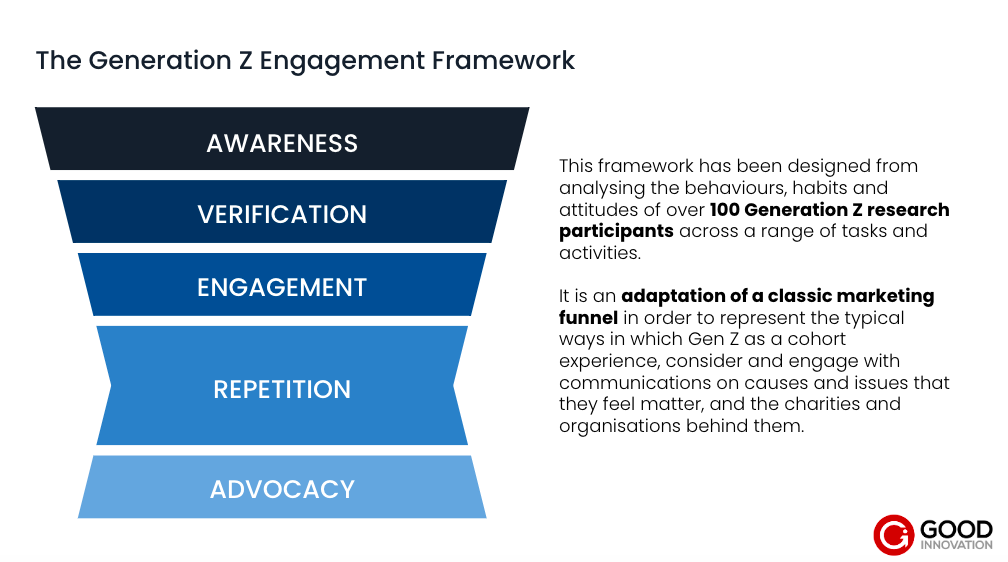 The Generation Z Engagement Framework
AWARENESS
VERIFICATION
ENGAGEMENT
REPETITION
ADVOCACY
This framework has been designed from
analysing the behaviours, habits and
attitudes of over 100 Generation Z research
participants across a range of tasks and
activities.
It is an adaptation of a classic marketing
funnel in order to represent the typical
ways in which Gen Z as a cohort
experience, consider and engage with
communications on causes and issues that
they feel matter, and the charities and
organisations behind them.
GOOD
INNOVATION